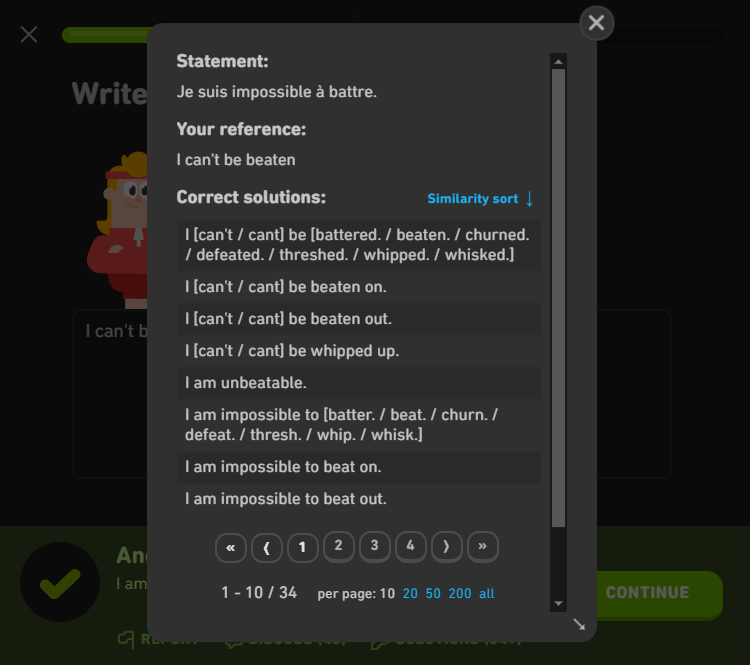 Write
Statement:
Je suis impossible à battre.
Your reference:
I can't be beaten
Correct solutions:
Similarity sort ↓
I [can't / cant] be [battered. / beaten. / churned.
/ defeated. / threshed. / whipped. / whisked.]
I [can't / cant] be beaten on.
I [can't / cant] be beaten out.
I [can't / cant] be whipped up.
I am unbeatable.
I am impossible to [batter. / beat. / churn. /
defeat. / thresh. / whip. / whisk.]
I am impossible to beat on.
I am impossible to beat out.
« ⟨ 1 2 3 4 ⟩ »
1 - 10 / 34 per page: 10 20 50 200 all
I can't b
An
I am
CONTINUE